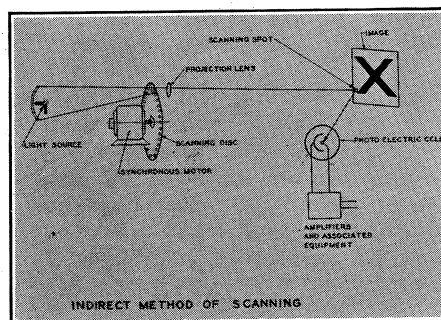 IMAGE
SCANNING SPOT
PROJECTION LENS
LIGHT SOURCE
SCANNING DISC
PHOTO ELECTRIC CELL
SYNCHRONOUS MOTOR
AMPLIFIERS
AND ASSOCIATED
EQUIPMENT
INDIRECT METHOD OF SCANNING